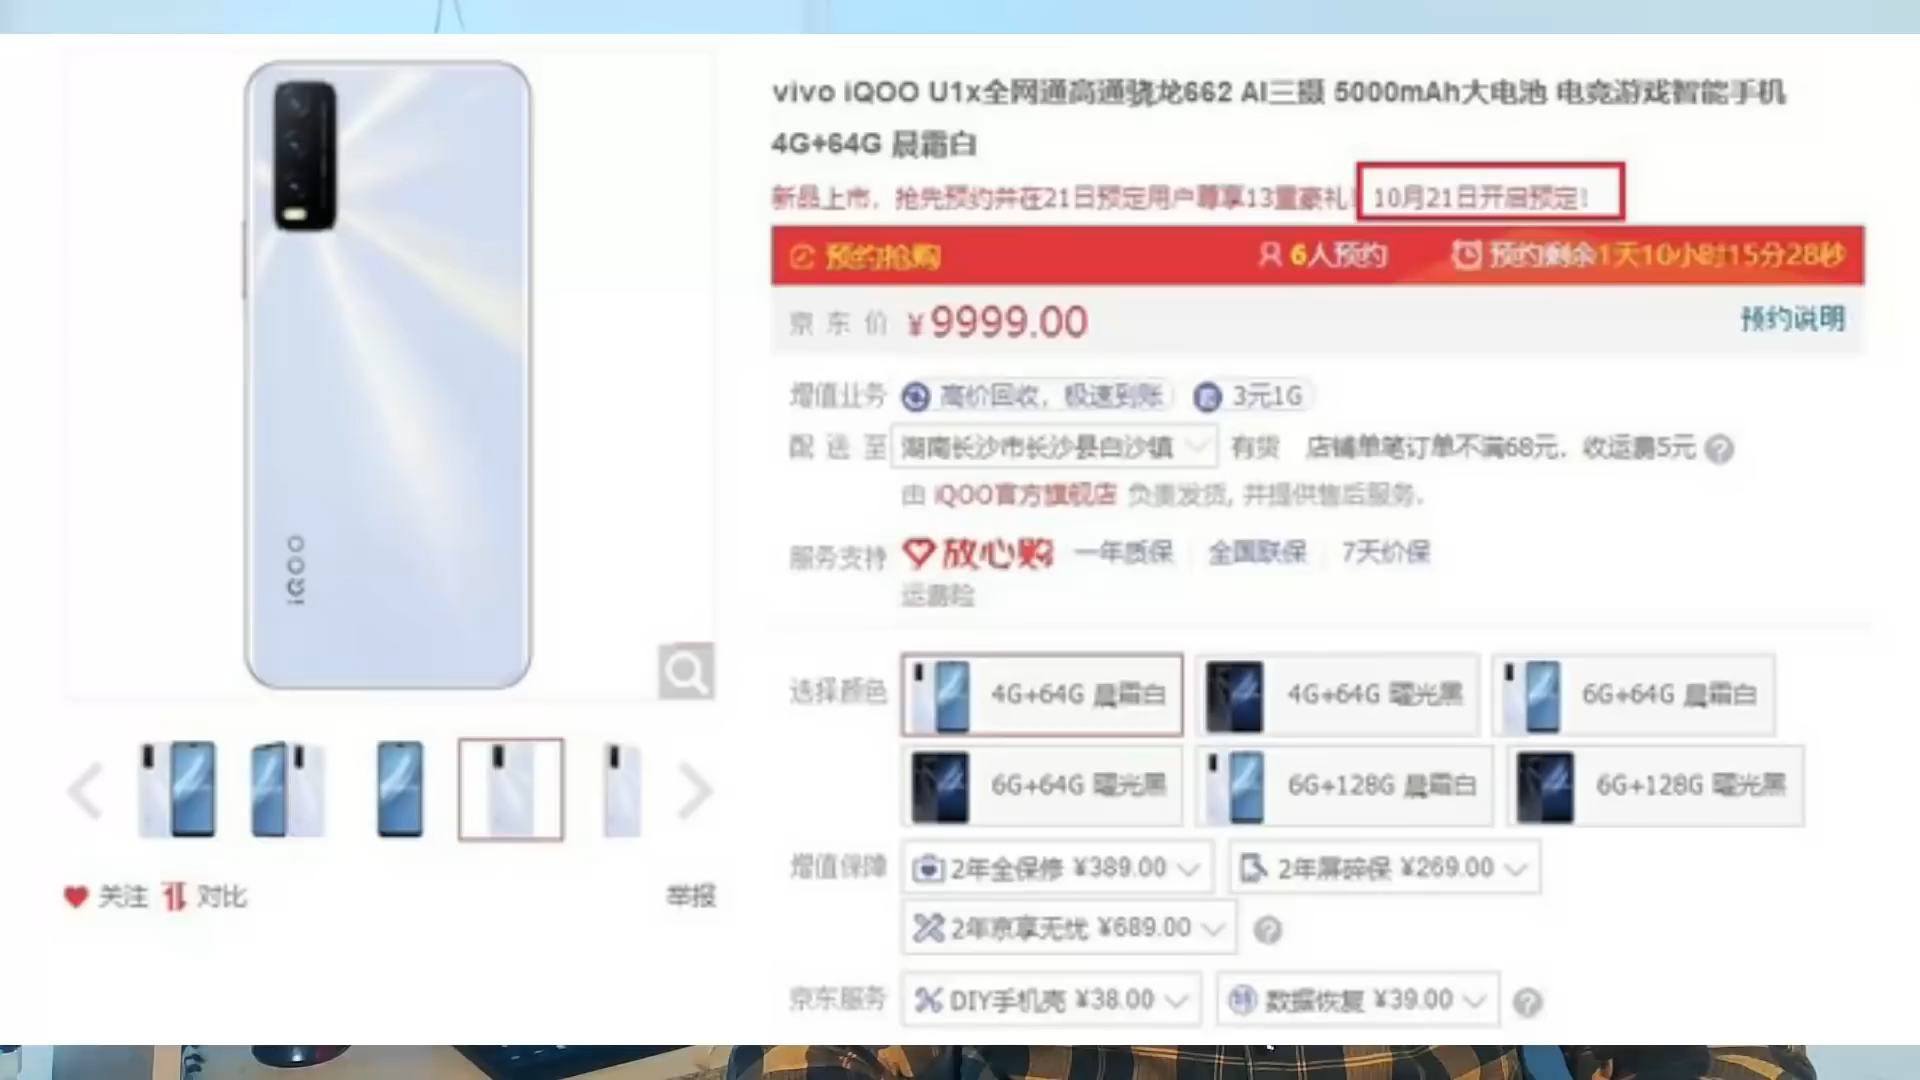 vivo iQOO U1x全网通高通骁龙662 AI三摄 5000mAh大电池 电竞游戏智能手机
4G+64G 晨霜白
新品上市，抢先预约并在21日预定用户尊享13重豪礼！10月21日开启预定！
预约抢购 6人预约 预约剩余1天10小时15分28秒
京东价 ¥9999.00 预约说明
增值业务 高价回收，极速到账 3元1G
配送至 湖南长沙市长沙县白沙镇 有货 店铺单笔订单不满68元，收运费5元
由 iQOO官方旗舰店 负责发货, 并提供售后服务.
服务支持 放心购 一年质保 全国联保 7天价保
运费险
iQOO
选择颜色 4G+64G 晨霜白 4G+64G 曜光黑 6G+64G 晨霜白
6G+64G 曜光黑 6G+128G 晨霜白 6G+128G 曜光黑
增值保障 2年全保修 ¥389.00 2年屏碎保 ¥269.00
2年京享无忧 ¥689.00
京东服务 DIY手机壳 ¥38.00 数据恢复 ¥39.00
关注 对比 举报